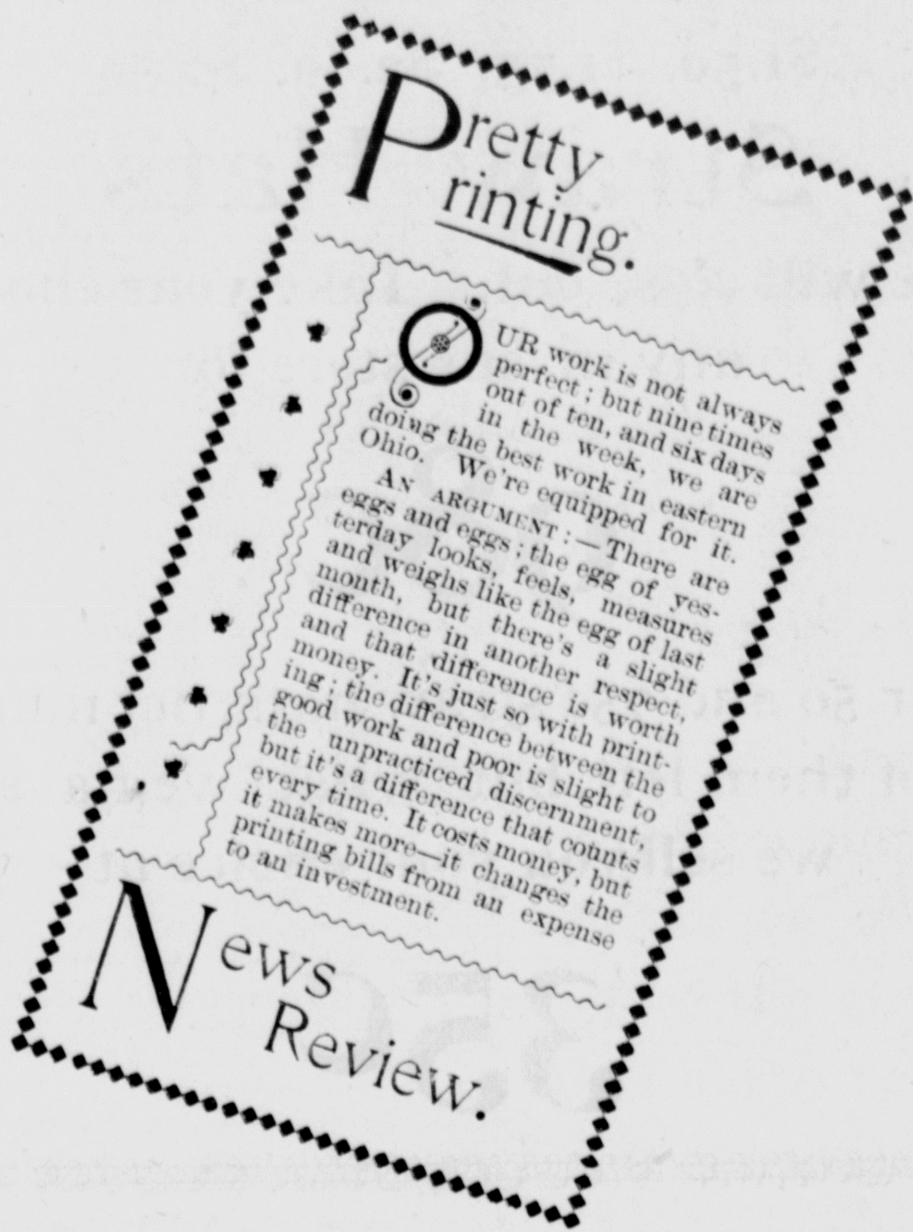 Pretty
rinting.
OUR work is not always
perfect; but nine times
out of ten, and six days
in the week, we are
doing the best work in eastern
Ohio. We're equipped for it.
AN ARGUMENT:—There are
eggs and eggs; the egg of yes-
terday looks, feels, measures
and weighs like the egg of last
month, but there's a slight
difference in another respect,
and that difference is worth
money. It's just so with print-
ing; the difference between the
good work and poor is slight to
the unpracticed discernment,
but it's a difference that counts
every time. It costs money, but
it makes more—it changes the
printing bills from an expense
to an investment.
News
Review.